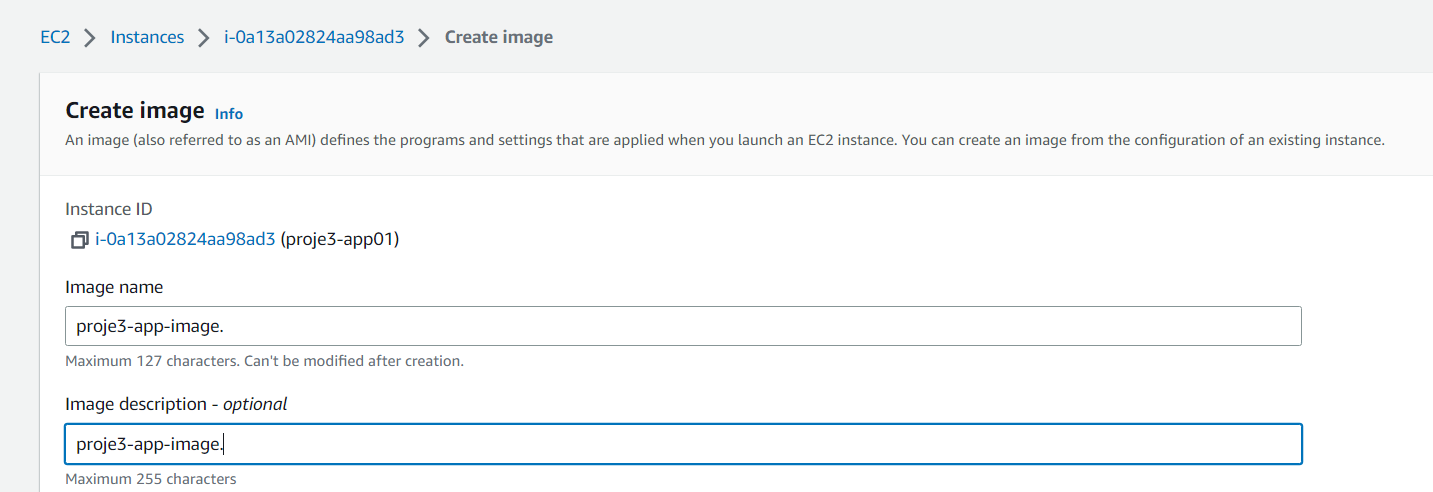 EC2 > Instances > i-0a13a02824aa98ad3 > Create image
Create image Info
An image (also referred to as an AMI) defines the programs and settings that are applied when you launch an EC2 instance. You can create an image from the configuration of an existing instance.
Instance ID
i-0a13a02824aa98ad3 (proje3-app01)
Image name
proje3-app-image.
Maximum 127 characters. Can't be modified after creation.
Image description - optional
proje3-app-image.
Maximum 255 characters